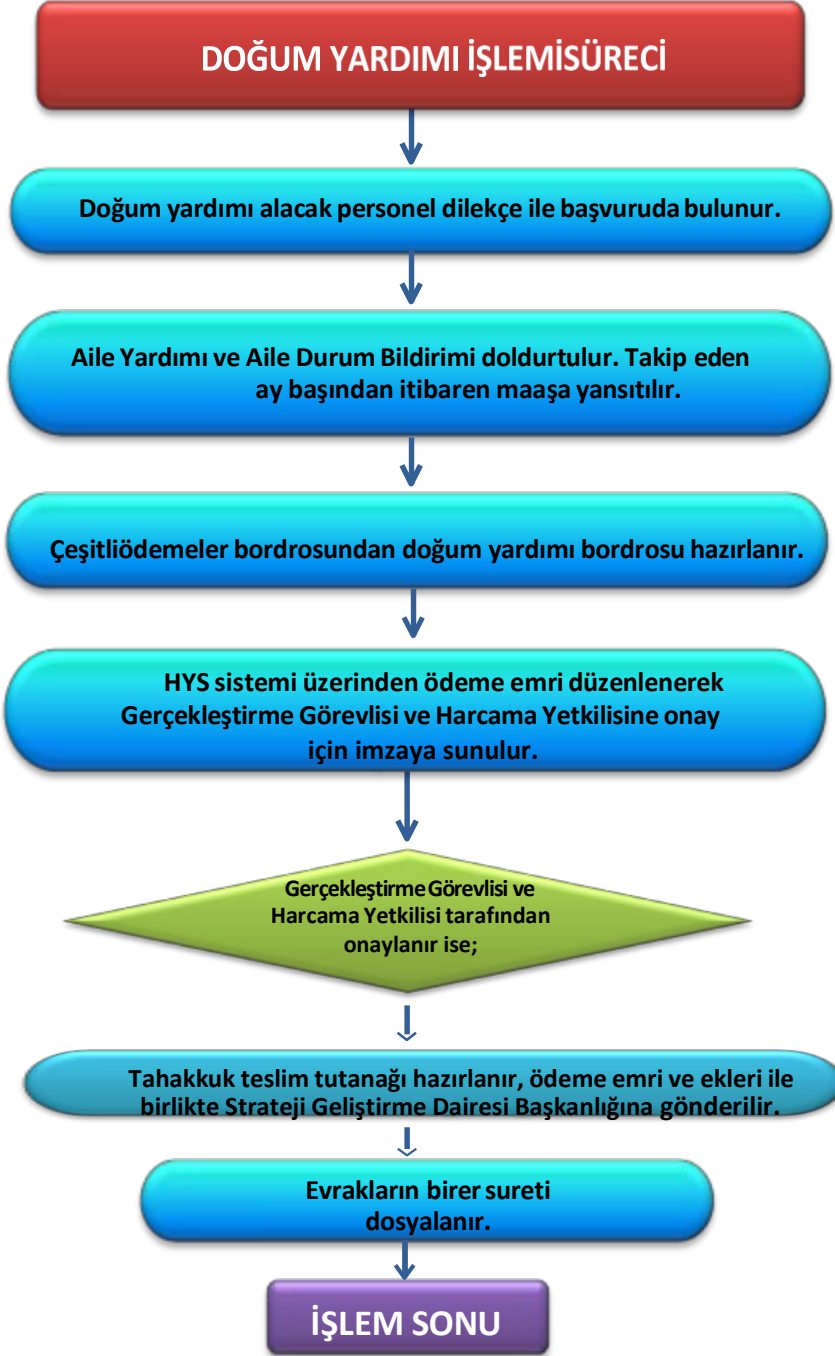 DOĞUM YARDIMI İŞLEMİSÜRECİ
Doğum yardımı alacak personel dilekçe ile başvuruda bulunur.
Aile Yardımı ve Aile Durum Bildirimi doldurtulur. Takip eden
ay başından itibaren maaşa yansıtılır.
Çeşitliödemeler bordrosundan doğum yardımı bordrosu hazırlanır.
HYS sistemi üzerinden ödeme emri düzenlenerek
Gerçekleştirme Görevlisi ve Harcama Yetkilisine onay
için imzaya sunulur.
Gerçekleştirme Görevlisi ve
Harcama Yetkilisi tarafından
onaylanır ise;
Tahakkuk teslim tutanağı hazırlanır, ödeme emri ve ekleri ile
birlikte Strateji Geliştirme Dairesi Başkanlığına gönderilir.
Evrakların birer sureti
dosyalanır.
İŞLEM SONU